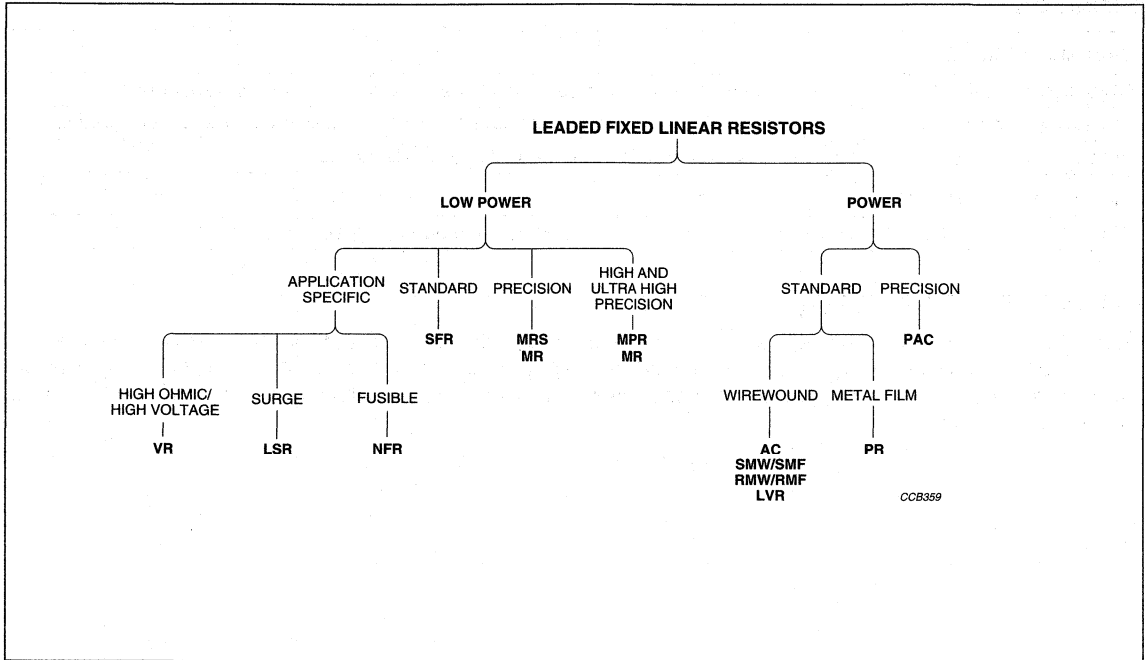 LEADED FIXED LINEAR RESISTORS
LOW POWER
POWER
APPLICATION
SPECIFIC
STANDARD
PRECISION
HIGH AND
ULTRA HIGH
PRECISION
STANDARD
PRECISION
SFR
MRS
MR
MPR
MR
PAC
HIGH OHMIC/
HIGH VOLTAGE
SURGE
FUSIBLE
WIREWOUND
METAL FILM
VR
LSR
NFR
AC
SMW/SMF
RMW/RMF
LVR
PR
CCB359